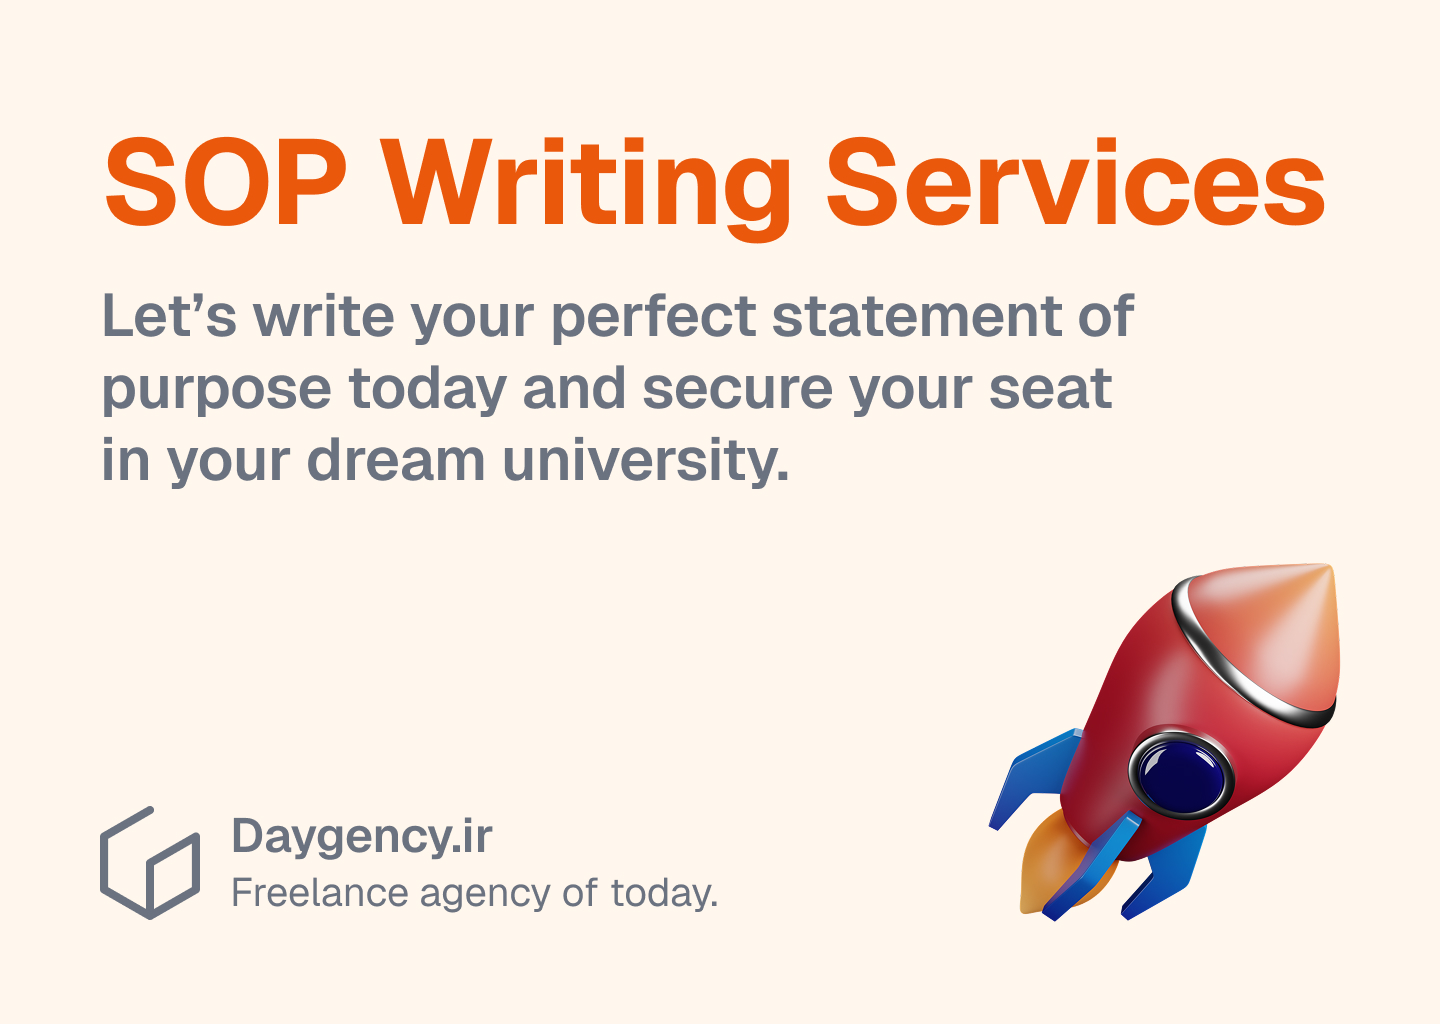 SOP Writing Services
Let’s write your perfect statement of
purpose today and secure your seat
in your dream university.
Daygency.ir
Freelance agency of today.